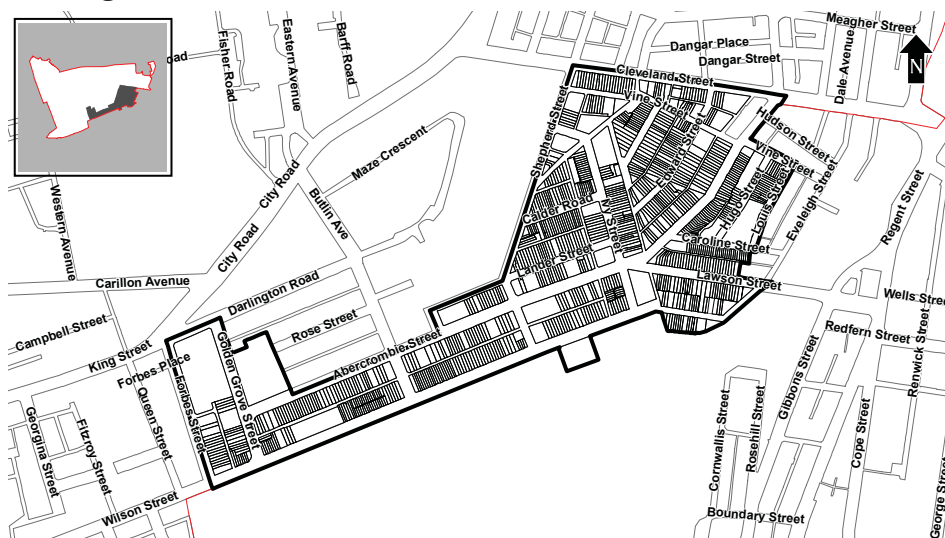 Meagher Street
Dangar Place
Dangar Street
Dale Avenue
N
Barff Road
Eastern Avenue
Fisher Road
oad
Cleveland Street
Vine Street
Hudson Street
Vine Street
Shepherd Street
Edward Street
Maze Crescent
City Road
Butlin Ave
Western Avenue
City Road
Calder Road
Ivy Street
Hugo Street
Louis Street
Eveleigh Street
Regent Street
Caroline Street
Lander Street
Lawson Street
Carillon Avenue
Darlington Road
Wells Street
Campbell Street
Rose Street
Redfern Street
King Street
Golden Grove Street
Abercrombie Street
Forbes Place
Forbes Street
Queen Street
Gibbons Street
Renwick Street
Georgina Street
Fitzroy Street
Cornwallis Street
Rosehill Street
Cope Street
Wilson Street
Boundary Street
George Street